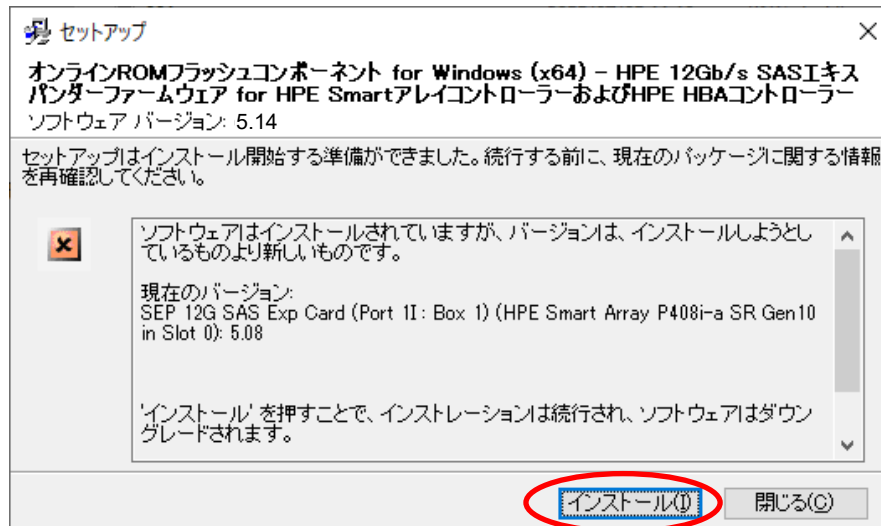 セットアップ
オンラインROMフラッシュコンポーネント for Windows (x64) - HPE 12Gb/s SASエキス
パンダーファームウェア for HPE SmartアレイコントローラーおよびHPE HBAコントローラー
ソフトウェア バージョン: 5.14
セットアップはインストール開始する準備ができました。続行する前に、現在のパッケージに関する情報
を再確認してください。
ソフトウェアはインストールされていますが、バージョンは、インストールしようとし
ているものより新しいものです。
現在のバージョン:
SEP 12G SAS Exp Card (Port 1I: Box 1) (HPE Smart Array P408i-a SR Gen10
in Slot 0): 5.08
'インストール' を押すことで、インストレーションは続行され、ソフトウェアはダウン
グレードされます。
インストール(I)
閉じる(C)